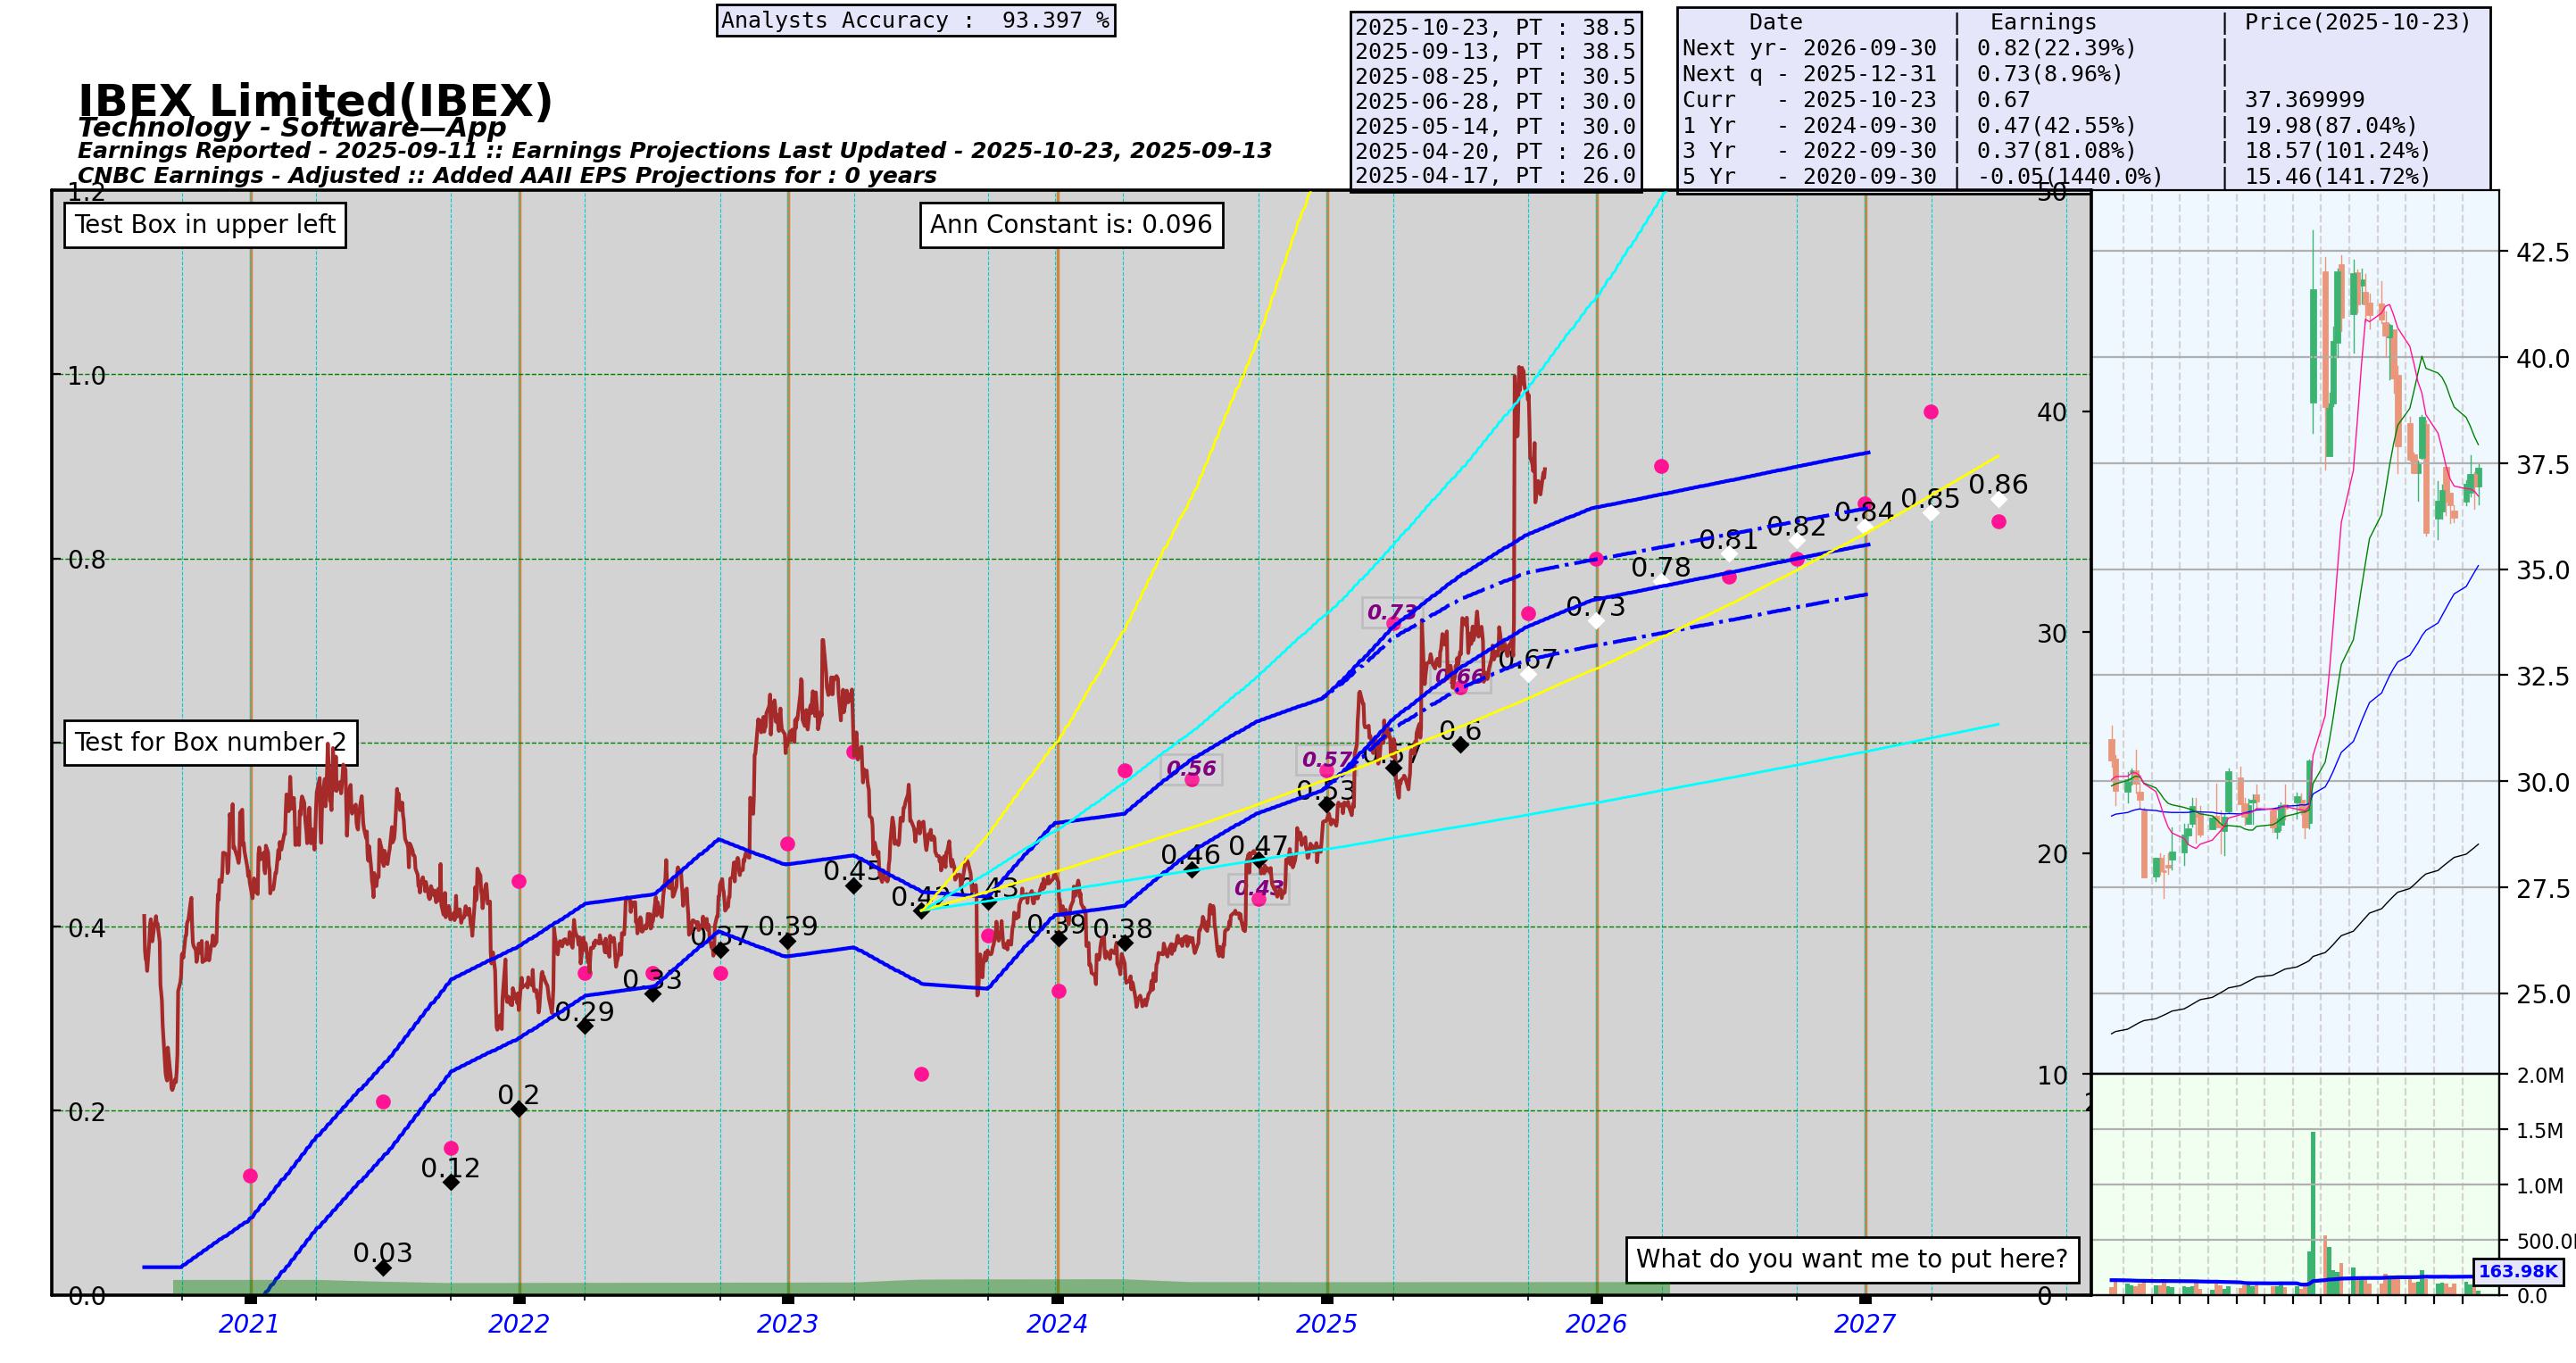 Analysts Accuracy :  93.397 %
2025-10-23, PT : 38.5
2025-09-13, PT : 38.5
2025-08-25, PT : 30.5
2025-06-28, PT : 30.0
2025-05-14, PT : 30.0
2025-04-20, PT : 26.0
2025-04-17, PT : 26.0
Date | Earnings | Price(2025-10-23)
Next yr- 2026-09-30 | 0.82(22.39%) |
Next q - 2025-12-31 | 0.73(8.96%) |
Curr - 2025-10-23 | 0.67 | 37.369999
1 Yr - 2024-09-30 | 0.47(42.55%) | 19.98(87.04%)
3 Yr - 2022-09-30 | 0.37(81.08%) | 18.57(101.24%)
5 Yr - 2020-09-30 | -0.05(1440.0%) | 15.46(141.72%)
IBEX Limited(IBEX)
Technology - Software—App
Earnings Reported - 2025-09-11 :: Earnings Projections Last Updated - 2025-10-23, 2025-09-13
CNBC Earnings - Adjusted :: Added AAII EPS Projections for : 0 years
Test Box in upper left
Ann Constant is: 0.096
Test for Box number 2
What do you want me to put here?
1.2
1.0
0.8
0.4
0.2
0.0
50
40
30
20
10
0
0.03
0.12
0.2
0.29
0.33
0.37
0.39
0.45
0.42
0.43
0.39
0.38
0.46
0.47
0.53
0.57
0.6
0.67
0.73
0.78
0.81
0.82
0.84
0.85
0.86
0.56
0.43
0.57
0.73
0.66
42.5
40.0
37.5
35.0
32.5
30.0
27.5
25.0
2.0M
1.5M
1.0M
500.0
163.98K
0.0
2021
2022
2023
2024
2025
2026
2027